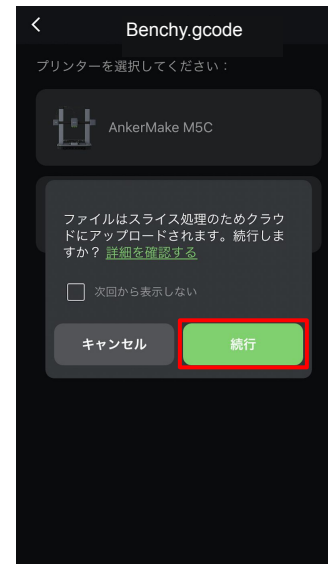 Benchy.gcode
プリンターを選択してください：
AnkerMake M5C
ファイルはスライス処理のためクラウ
ドにアップロードされます。続行しま
すか？ 詳細を確認する
次回から表示しない
キャンセル
続行